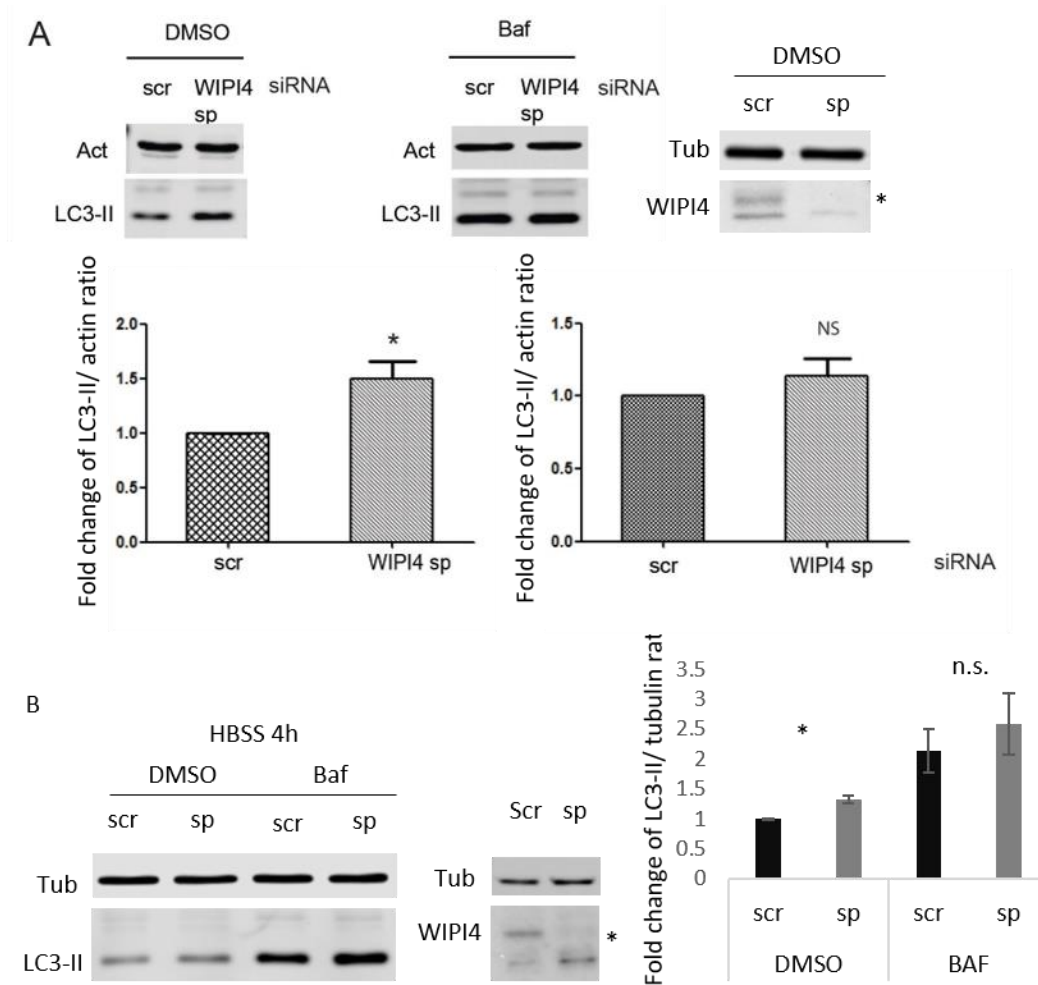 A
DMSO
scr WIPI4 siRNA
sp
Act
LC3-II
Baf
scr WIPI4 siRNA
sp
Act
LC3-II
DMSO
scr sp
Tub
WIPI4 *
Fold change of LC3-II/ actin ratio
2.0
1.5
1.0
0.5
0.0
*
scr WIPI4 sp
Fold change of LC3-II/ actin ratio
1.5
1.0
0.5
0.0
NS
scr WIPI4 sp siRNA
B
HBSS 4h
DMSO Baf
scr sp scr sp
Tub
LC3-II
Scr sp
Tub
WIPI4 *
Fold change of LC3-II/ tubulin rat
3.5
3
2.5
2
1.5
1
0.5
0
*
n.s.
scr sp scr sp
DMSO BAF